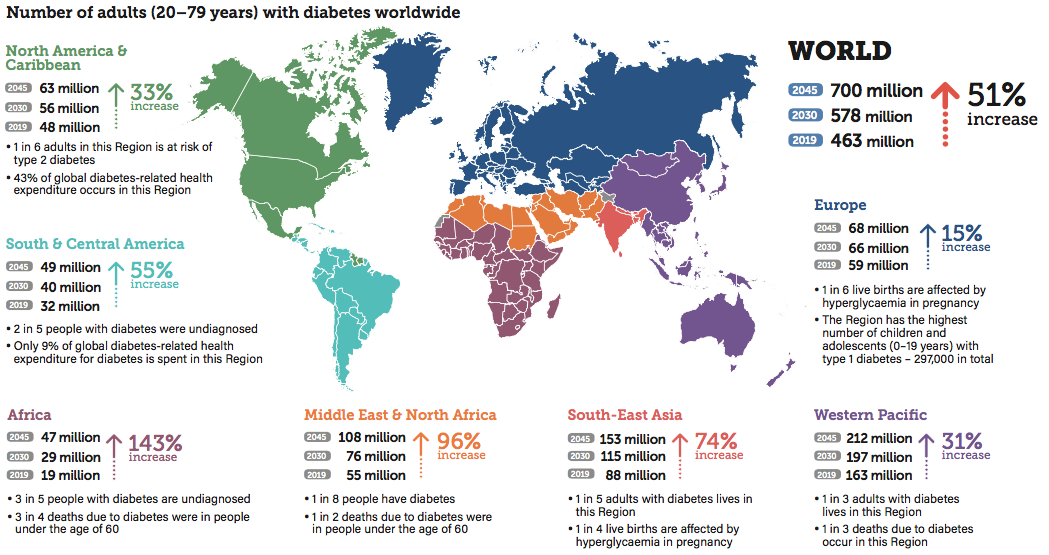 Number of adults (20–79 years) with diabetes worldwide
North America &
Caribbean
2045 63 million
2030 56 million
2019 48 million
33%
increase
• 1 in 6 adults in this Region is at risk of
type 2 diabetes
• 43% of global diabetes-related health
expenditure occurs in this Region
WORLD
2045 700 million
2030 578 million
2019 463 million
51%
increase
South & Central America
2045 49 million
2030 40 million
2019 32 million
55%
increase
• 2 in 5 people with diabetes were undiagnosed
• Only 9% of global diabetes-related health
expenditure for diabetes is spent in this Region
Europe
2045 68 million
2030 66 million
2019 59 million
15%
increase
• 1 in 6 live births are affected by
hyperglycaemia in pregnancy
• The Region has the highest
number of children and
adolescents (0–19 years) with
type 1 diabetes – 297,000 in total
Africa
2045 47 million
2030 29 million
2019 19 million
143%
increase
• 3 in 5 people with diabetes are undiagnosed
• 3 in 4 deaths due to diabetes were in people
under the age of 60
Middle East & North Africa
2045 108 million
2030 76 million
2019 55 million
96%
increase
• 1 in 8 people have diabetes
• 1 in 2 deaths due to diabetes were
in people under the age of 60
South-East Asia
2045 153 million
2030 115 million
2019 88 million
74%
increase
• 1 in 5 adults with diabetes lives in
this Region
• 1 in 4 live births are affected by
hyperglycaemia in pregnancy
Western Pacific
2045 212 million
2030 197 million
2019 163 million
31%
increase
• 1 in 3 adults with diabetes
lives in this Region
• 1 in 3 deaths due to diabetes
occur in this Region